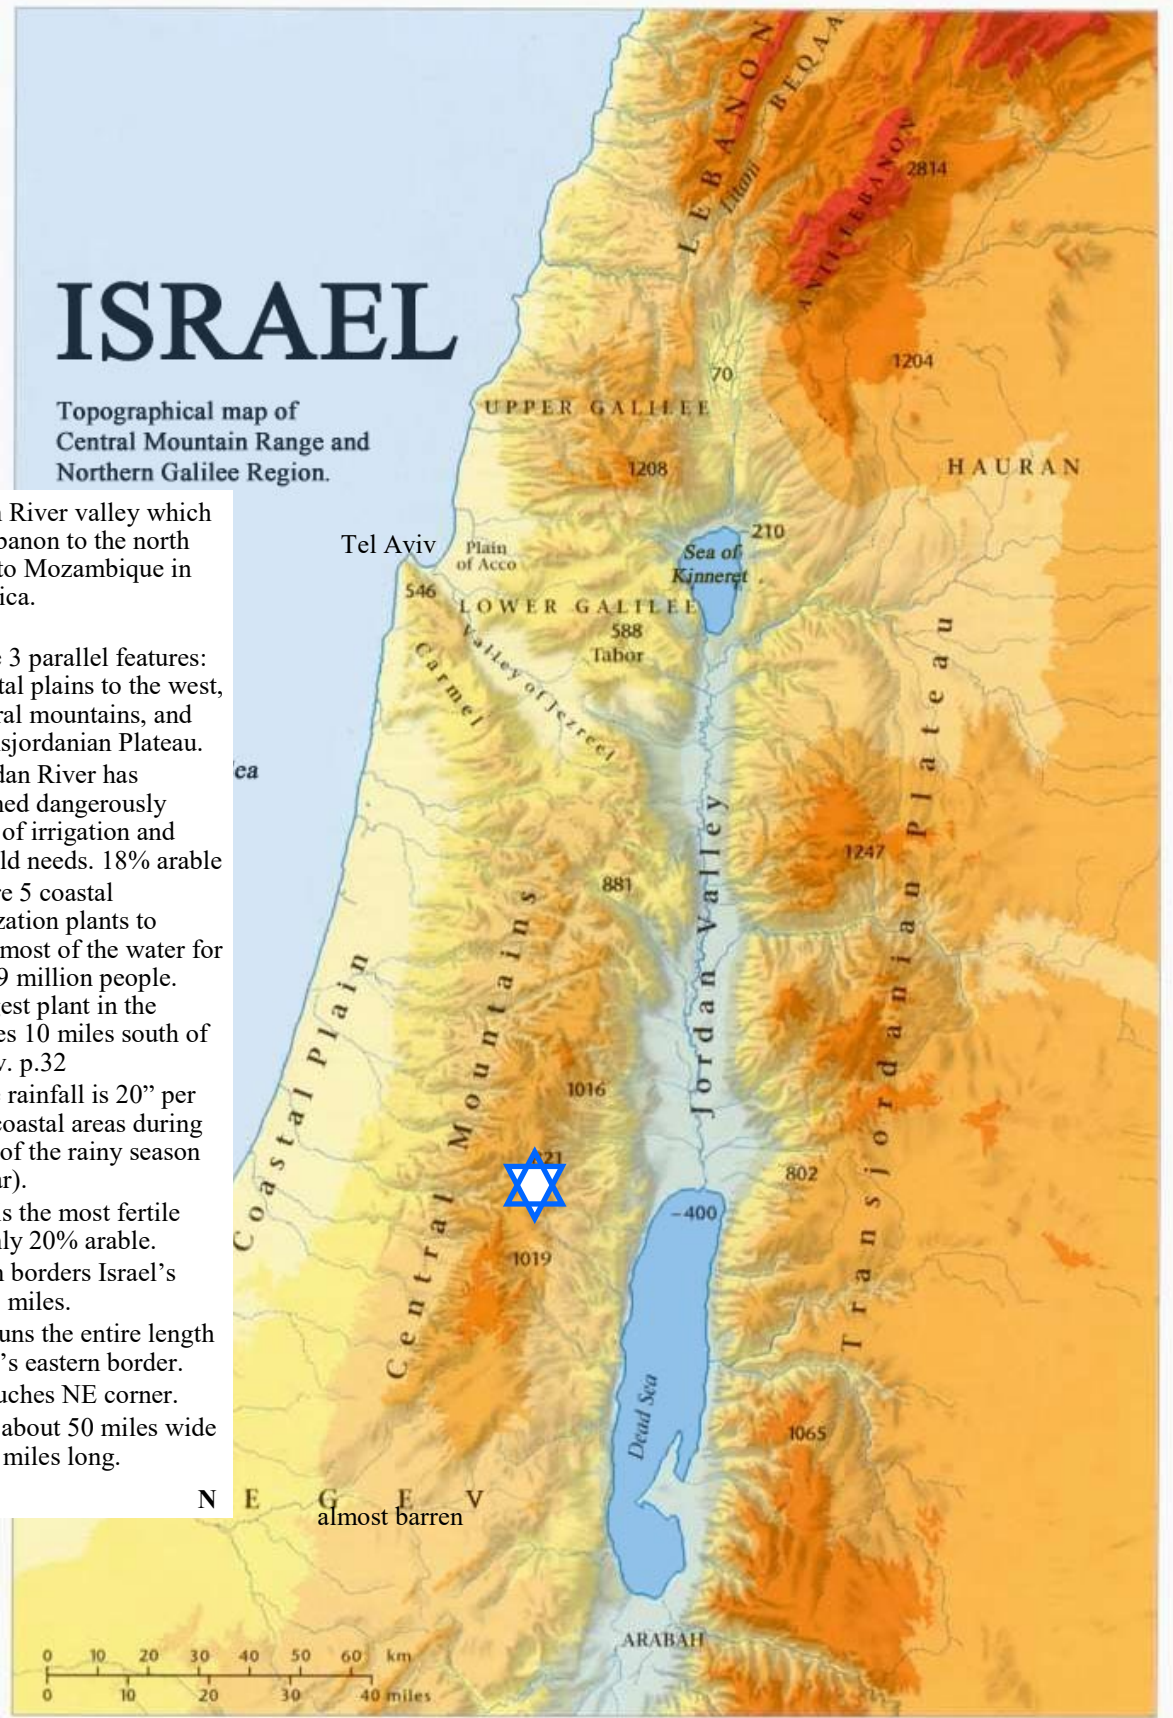 LEBANON
BEQAA
Litani
ANTI-LEBANON
2814
ISRAEL
Topographical map of
Central Mountain Range and
Northern Galilee Region.
1204
70
UPPER GALILEE
1208
HAURAN
210
Sea of
Kinneret
Tel Aviv
Plain
of Acco
546
LOWER GALILEE
588
Tabor
Carmel
Valley of Jezreel
River valley which
banon to the north
to Mozambique in
ica.
3 parallel features:
tal plains to the west,
ral mountains, and
sjordanian Plateau.
dan River has
ned dangerously
of irrigation and
ld needs. 18% arable
re 5 coastal
zation plants to
most of the water for
9 million people.
gest plant in the
es 10 miles south of
v. p.32
rainfall is 20” per
coastal areas during
of the rainy season
ar).
is the most fertile
ly 20% arable.
n borders Israel’s
miles.
uns the entire length
’s eastern border.
uches NE corner.
about 50 miles wide
miles long.
ea
Transjordanian Plateau
1247
881
Jordan Valley
Coastal Plain
Central Mountains
1016
21
802
-400
1019
Dead Sea
1065
NEGEV
almost barren
ARABAH
0 10 20 30 40 50 60 km
0 10 20 30 40 miles